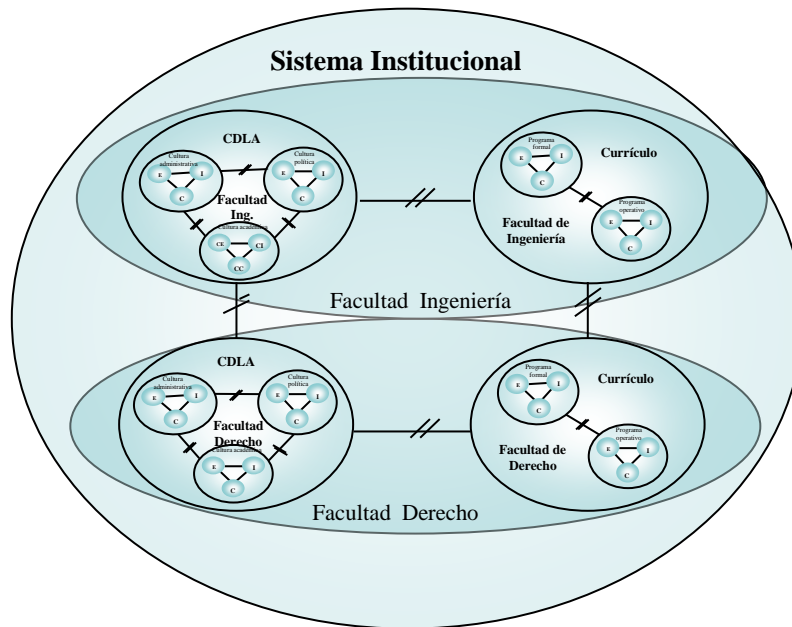 Sistema Institucional
CDLA
Cultura
administrativa
E
I
C
Cultura
política
E
I
C
Facultad
Ing.
Cultura académica
CE
CI
CC
Currículo
Programa
formal
E
I
C
Programa
operativo
E
I
C
Facultad de
Ingeniería
Facultad Ingeniería
CDLA
Cultura
administrativa
E
I
C
Cultura
política
E
I
C
Facultad
Derecho
Cultura académica
E
I
C
Currículo
Programa
formal
E
I
C
Programa
operativo
E
I
C
Facultad de
Derecho
Facultad Derecho